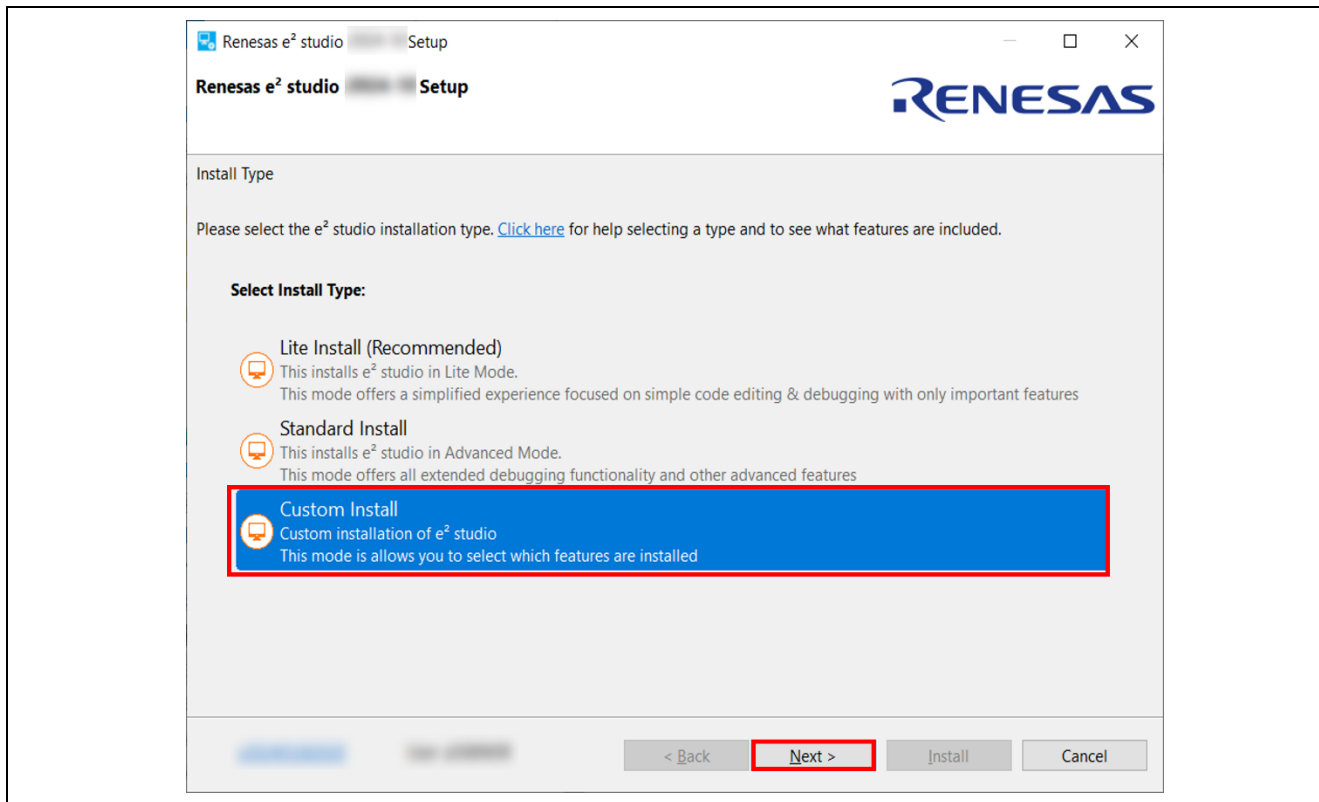 Renesas e² studio Setup
Renesas e² studio Setup
RENESAS
Install Type
Please select the e² studio installation type. Click here for help selecting a type and to see what features are included.
Select Install Type:
Lite Install (Recommended)
This installs e² studio in Lite Mode.
This mode offers a simplified experience focused on simple code editing & debugging with only important features
Standard Install
This installs e² studio in Advanced Mode.
This mode offers all extended debugging functionality and other advanced features
Custom Install
Custom installation of e² studio
This mode is allows you to select which features are installed
< Back Next > Install Cancel